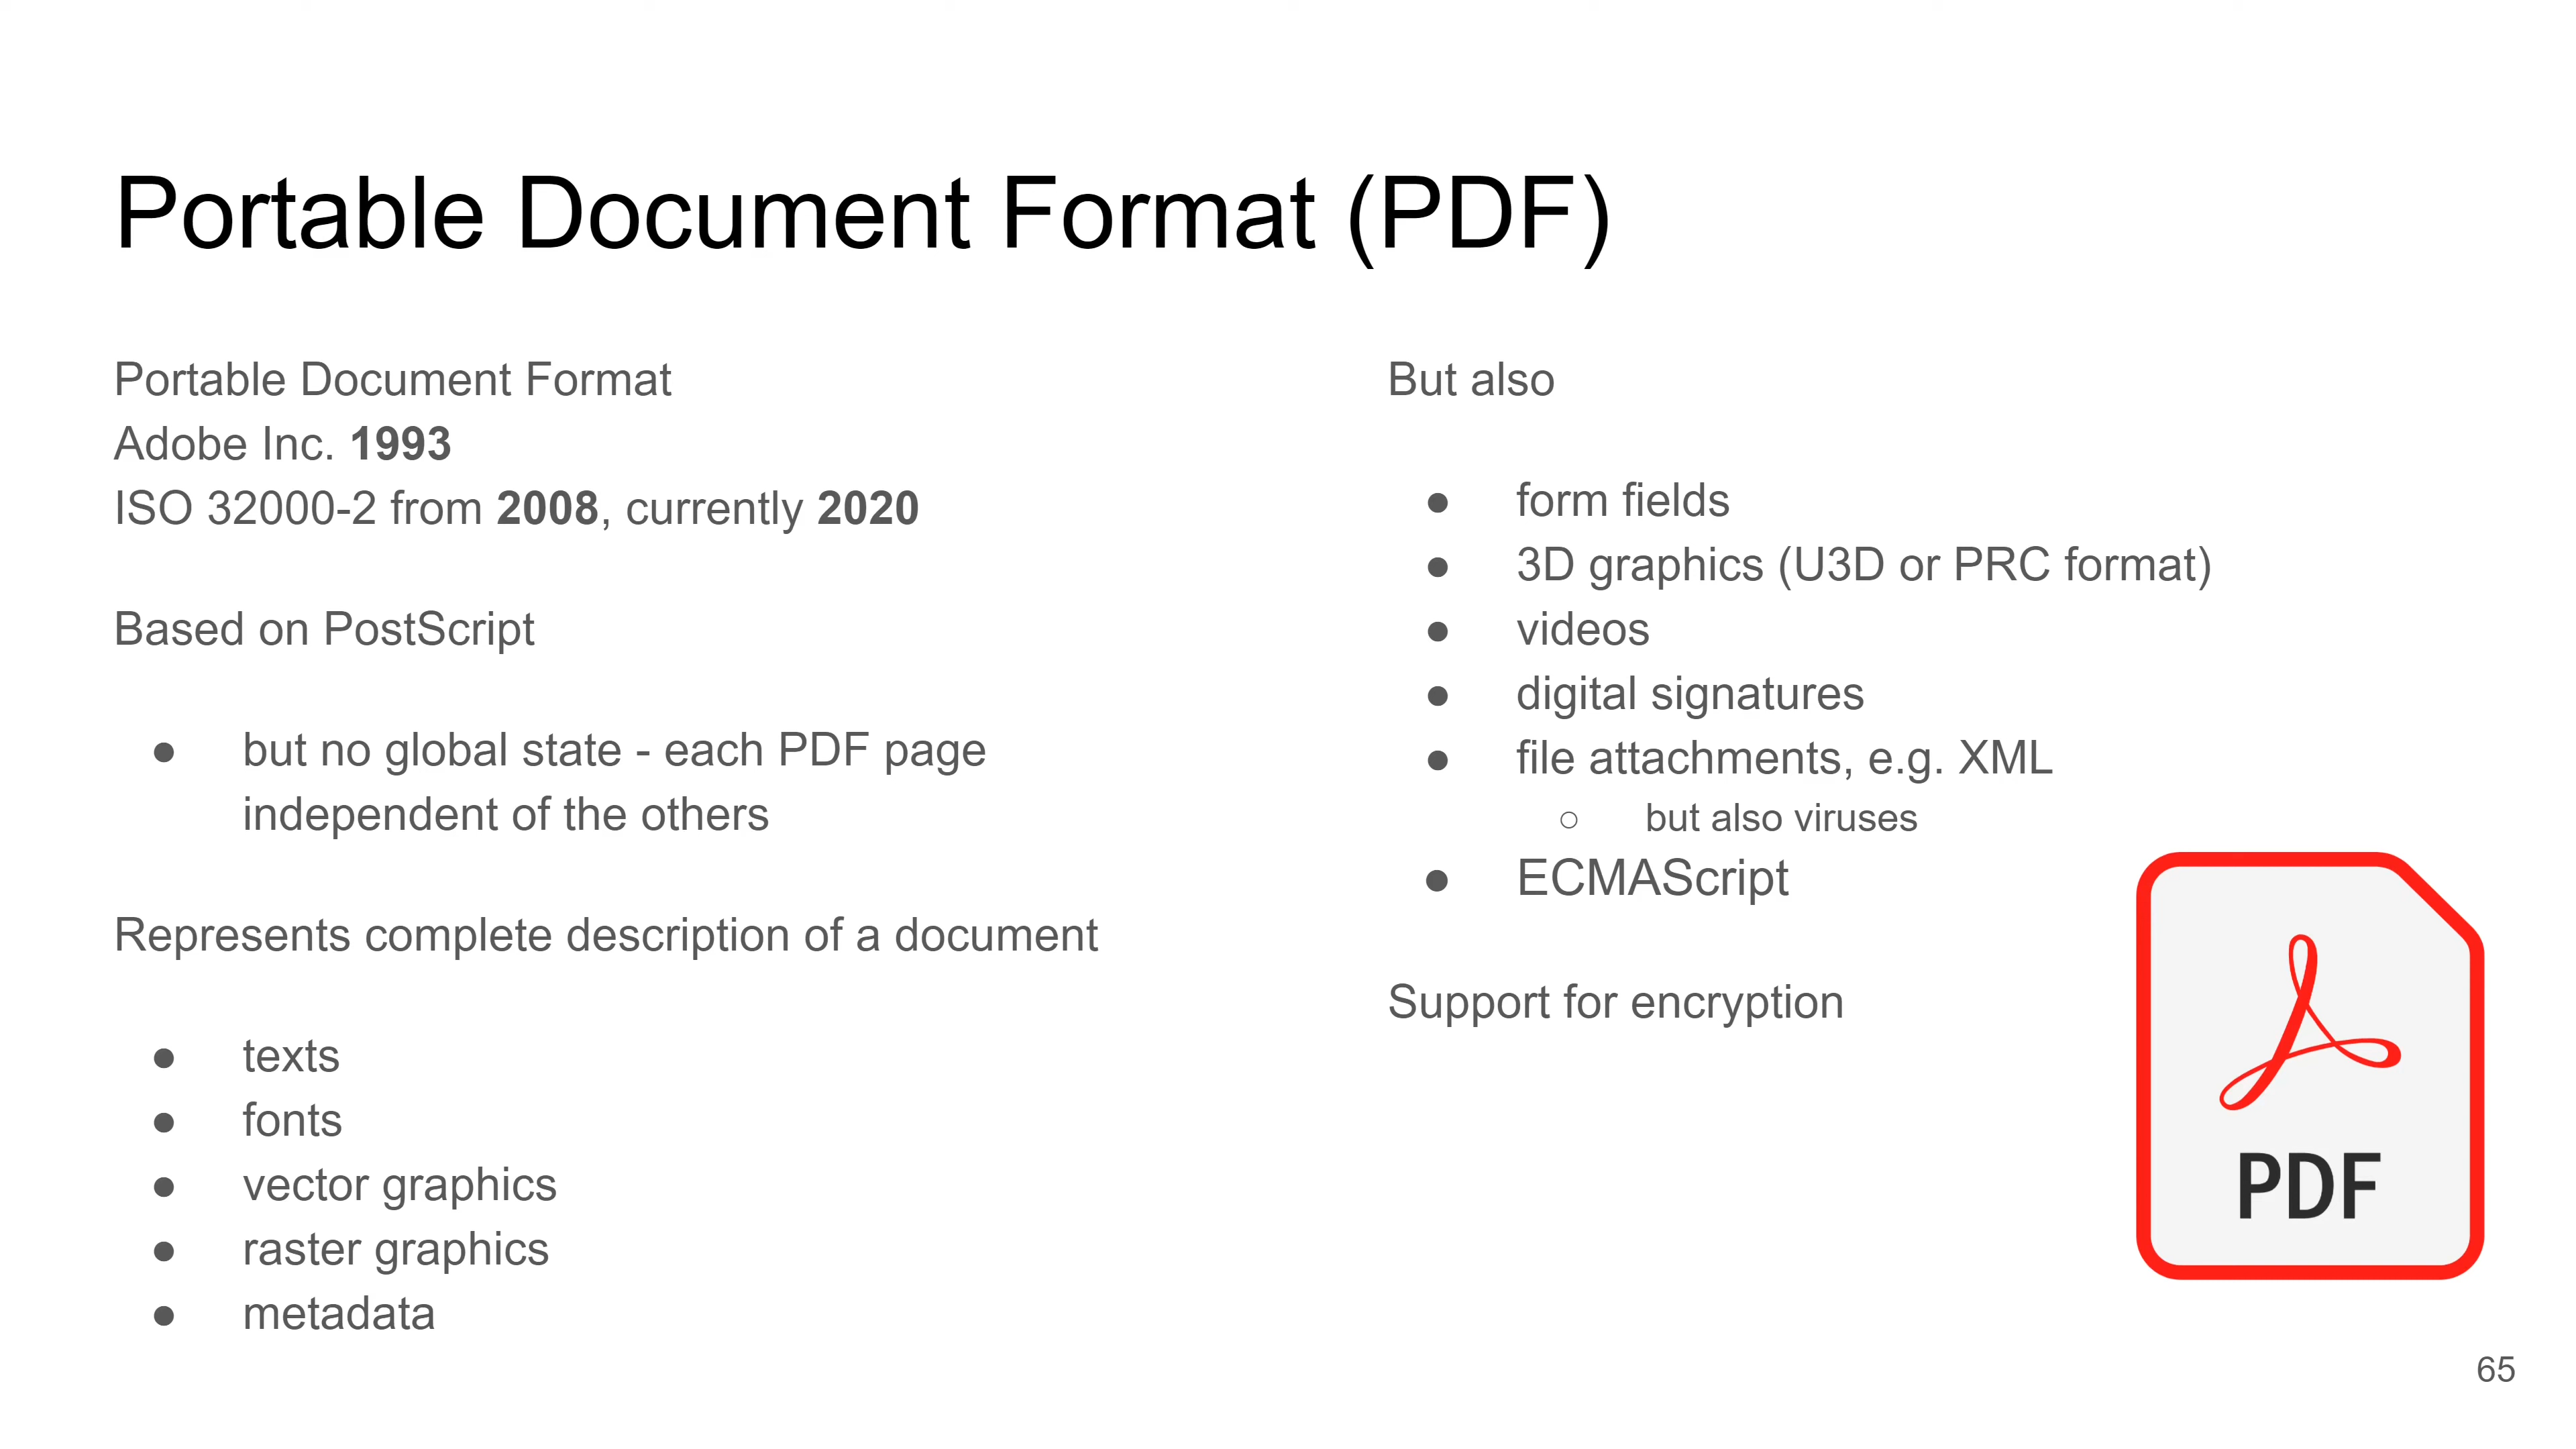 Portable Document Format (PDF)
Portable Document Format
Adobe Inc. 1993
ISO 32000-2 from 2008, currently 2020
Based on PostScript
● but no global state - each PDF page
independent of the others
Represents complete description of a document
● texts
● fonts
● vector graphics
● raster graphics
● metadata
But also
● form fields
● 3D graphics (U3D or PRC format)
● videos
● digital signatures
● file attachments, e.g. XML
○ but also viruses
● ECMAScript
Support for encryption
PDF
65